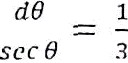 dθ/sec θ = 1/3